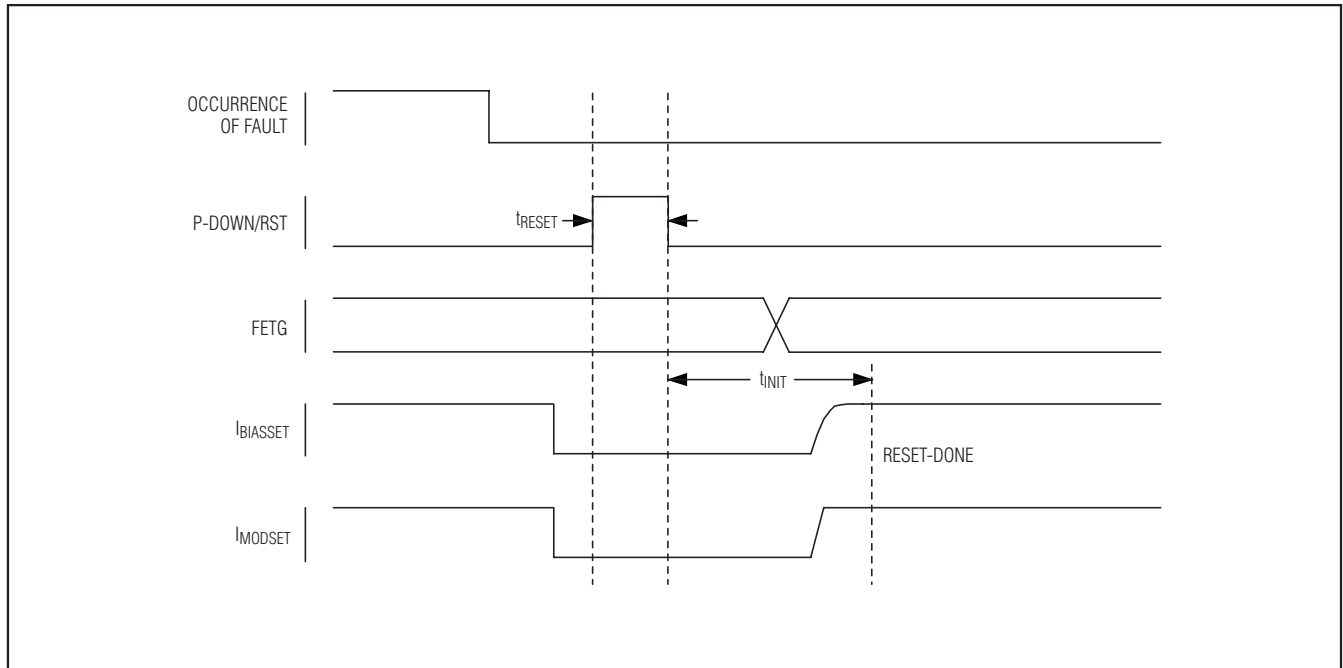 OCCURRENCE
OF FAULT
P-DOWN/RST
tRESET
FETG
tINIT
IBIASSET
RESET-DONE
IMODSET